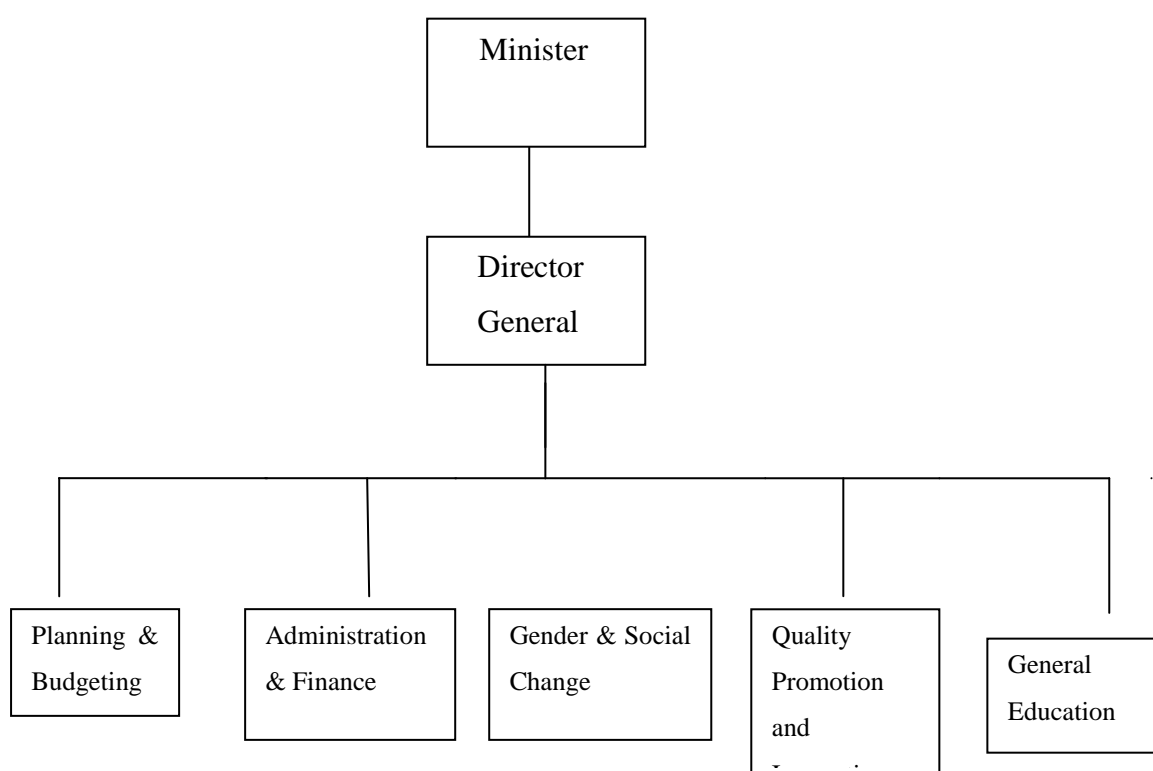 Minister
Director
General
Planning &
Budgeting
Administration
& Finance
Gender & Social
Change
Quality
Promotion
and
General
Education